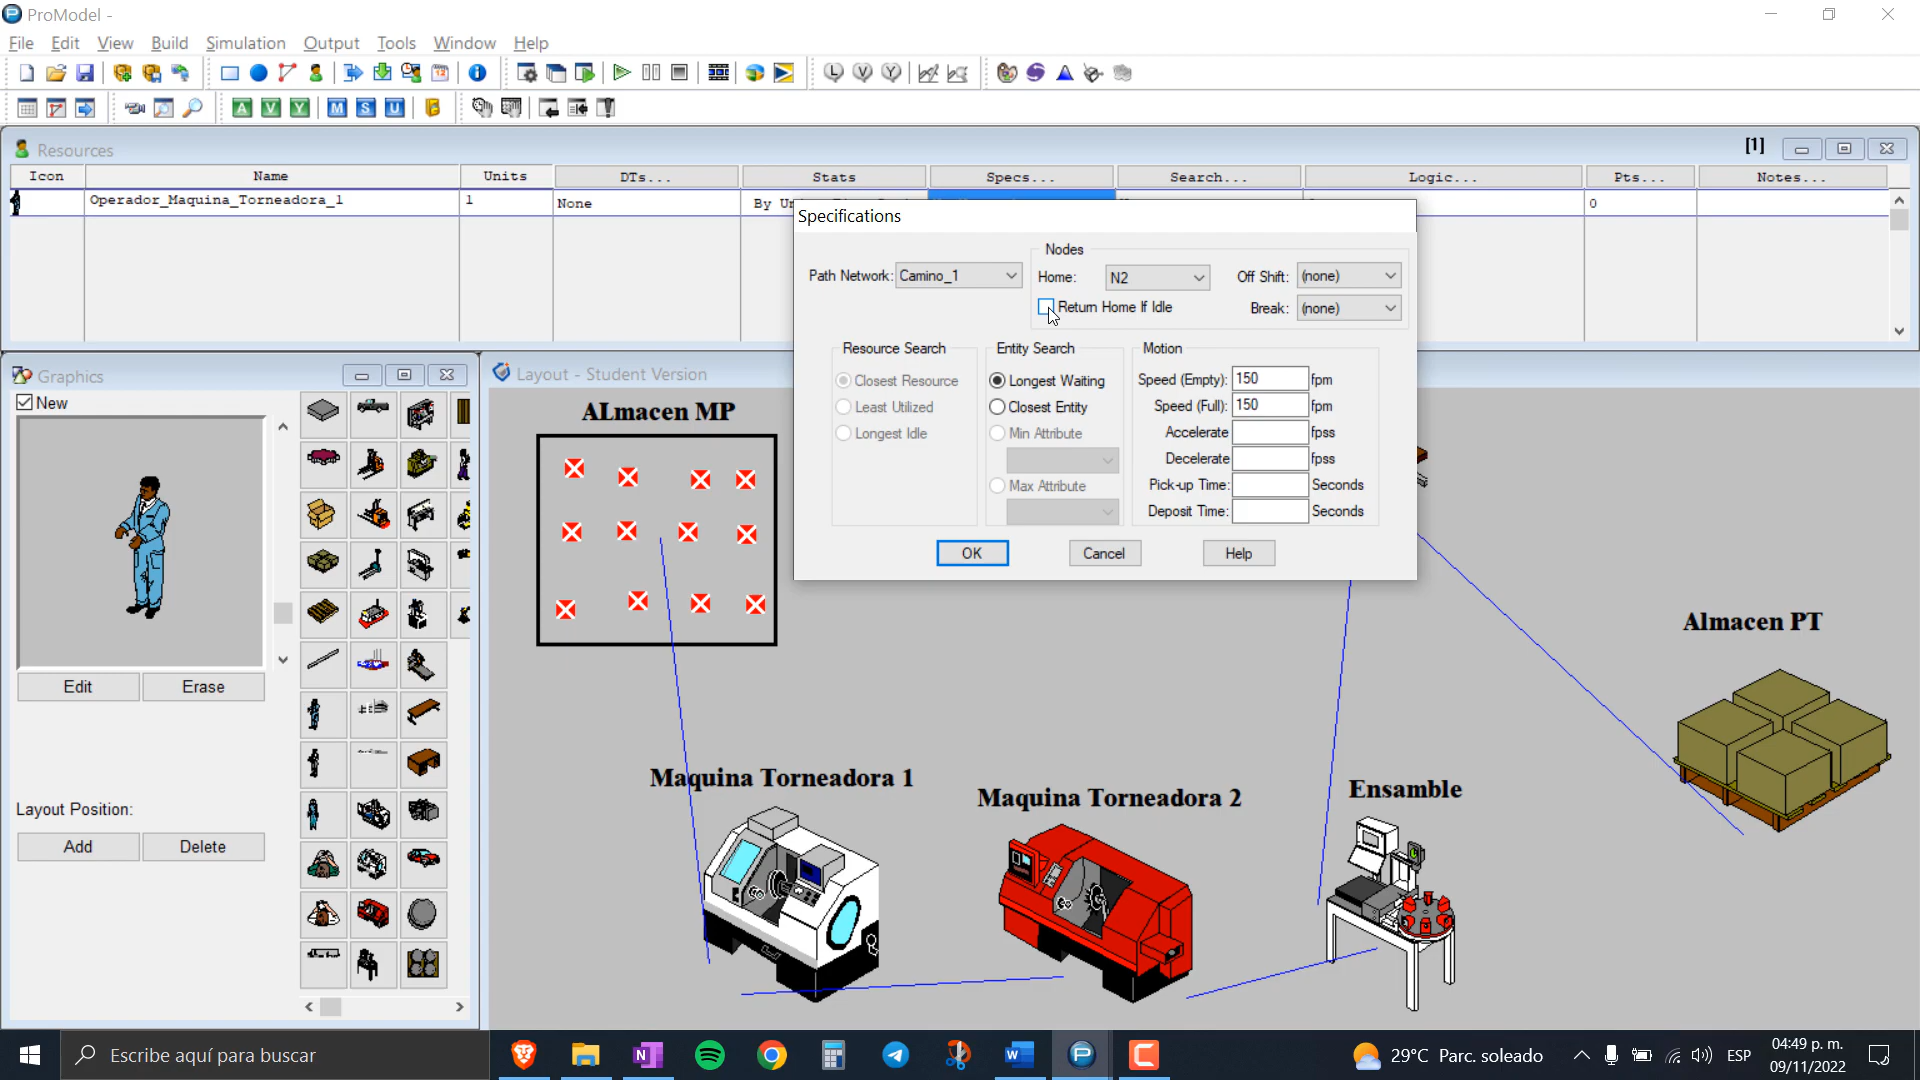 ProModel -
File Edit View Build Simulation Output Tools Window Help
Resources [1]
Icon Name Units DTs... Stats Specs... Search... Logic... Pts... Notes...
Operador_Maquina_Torneadora_1 1 None By 0
Specifications
Path Network: Camino_1
Nodes
Home: N2 Off Shift: (none)
Return Home If Idle Break: (none)
Resource Search
Closest Resource
Least Utilized
Longest Idle
Entity Search
Longest Waiting
Closest Entity
Min Attribute
Max Attribute
Motion
Speed (Empty): 150 fpm
Speed (Full): 150 fpm
Accelerate fpss
Decelerate fpss
Pick-up Time: Seconds
Deposit Time: Seconds
OK Cancel Help
Graphics
New
Edit Erase
Layout Position:
Add Delete
Layout - Student Version
ALmacen MP
Almacen PT
Maquina Torneadora 1
Maquina Torneadora 2
Ensamble
Escribe aquí para buscar
29°C Parc. soleado
ESP
04:49 p. m.
09/11/2022